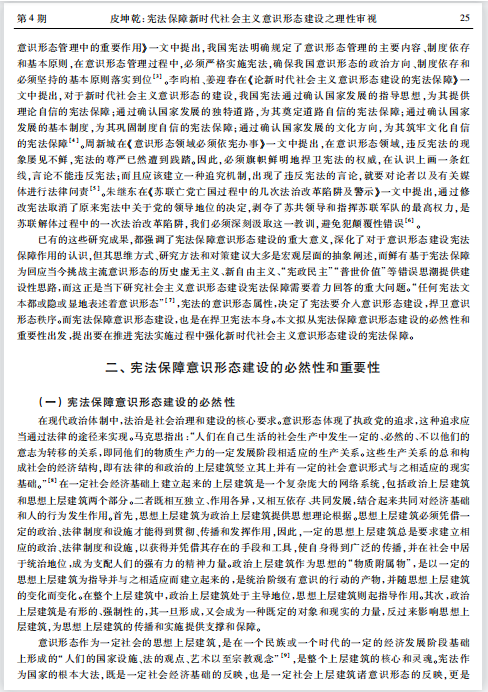 第 4 期
皮坤乾:宪法保障新时代社会主义意识形态建设之理性审视
25
意识形态管理中的重要作用》一文中提出,我国宪法明确规定了意识形态管理的主要内容、制度依存
和基本原则,在意识形态管理过程中,必须严格实施宪法,确保我国意识形态的政治方向、制度依存和
必须坚持的基本原则落实到位[3]。李昀柏、姜迎春在《论新时代社会主义意识形态建设的宪法保障》一
文中提出,对于新时代社会主义意识形态的建设,我国宪法通过确认国家发展的指导思想,为其提供
理论自信的宪法保障;通过确认国家发展的独特道路,为其奠定道路自信的宪法保障;通过确认国家
发展的基本制度,为其巩固制度自信的宪法保障;通过确认国家发展的文化方向,为其筑牢文化自信
的宪法保障[4]。周新城在《意识形态领域必须依宪办事》一文中提出,在意识形态领域,违反宪法的现
象屡见不鲜,宪法的尊严已然遭到践踏。因此,必须旗帜鲜明地捍卫宪法的权威,在认识上画一条红
线,言论不能违反宪法;而且应该建立一种追究机制,出现了违反宪法的言论,就要对论者以及有关媒
体进行法律问责[5]。朱继东在《苏联亡党亡国过程中的几次法治改革陷阱及警示》一文中提出,通过修
改宪法取消了原来宪法中关于党的领导地位的决定,剥夺了苏共领导和指挥苏联军队的最高权力,是
苏联解体过程中的一次法治改革陷阱,我们必须深刻汲取这一教训,避免犯颠覆性错误[6]。
已有的这些研究成果,都强调了宪法保障意识形态建设的重大意义,深化了对于意识形态建设宪法
保障作用的认识,但其思维方式、研究方法和对策建议大多是宏观层面的抽象阐述,而鲜有基于宪法保障
为回应当今挑战主流意识形态的历史虚无主义、新自由主义、“宪政民主”“普世价值”等错误思潮提供建
设性思路,而这正是当下研究社会主义意识形态建设宪法保障需要着力回答的重大问题。“任何宪法文
本都或隐或显地表述着意识形态”[7],宪法的意识形态属性,决定了宪法要介入意识形态建设,捍卫意识
形态秩序。而宪法保障意识形态建设,也是在捍卫宪法本身。本文拟从宪法保障意识形态建设的必然性和
重要性出发,提出要在推进宪法实施过程中强化新时代社会主义意识形态建设的宪法保障。
二、宪法保障意识形态建设的必然性和重要性
(一)宪法保障意识形态建设的必然性
在现代政治体制中,法治是社会治理和建设的核心要求。意识形态体现了执政党的追求,这种追求应
当通过法律的途径来实现。马克思指出:“人们在自己生活的社会生产中发生一定的、必然的、不以他们的
意志为转移的关系,即同他们的物质生产力的一定发展阶段相适应的生产关系。这些生产关系的总和构
成社会的经济结构,即有法律的和政治的上层建筑竖立其上并有一定的社会意识形式与之相适应的现实
基础。”[8]在一定社会经济基础上建立起来的上层建筑是一个复杂庞大的网络系统,包括政治上层建筑
和思想上层建筑两个部分。二者既相互独立、作用各异,又相互依存、共同发展,结合起来共同对经济基础
和人的行为发生作用。首先,思想上层建筑为政治上层建筑提供思想理论根据。思想上层建筑必须凭借一
定的政治、法律制度和设施才能得到贯彻、传播和发挥作用,因此,一定的思想上层建筑总是要求建立相
应的政治、法律制度和设施,以获得并凭借其存在的手段和工具,使自身得到广泛的传播,并在社会中居
于统治地位,成为支配人们的强有力的精神力量。政治上层建筑作为思想的“物质附属物”,是以一定的
思想上层建筑为指导并与之相适应而建立起来的,是统治阶级有意识的行动的产物,并随思想上层建筑
的变化而变化。在整个上层建筑中,政治上层建筑处于主导地位,思想上层建筑则起指导作用。其次,政治
上层建筑是有形的、强制性的,其一旦形成,又会成为一种既定的对象和现实的力量,反过来影响思想上
层建筑,为思想上层建筑的传播和实施提供支撑和保障。
意识形态作为一定社会的思想上层建筑,是在一个民族或一个时代的一定的经济发展阶段基础
上形成的“人们的国家设施、法的观点、艺术以至宗教观念”[9],是整个上层建筑的核心和灵魂。宪法作
为国家的根本大法,既是一定社会经济基础的反映,也是一定社会上层建筑诸意识形态的反映,更是